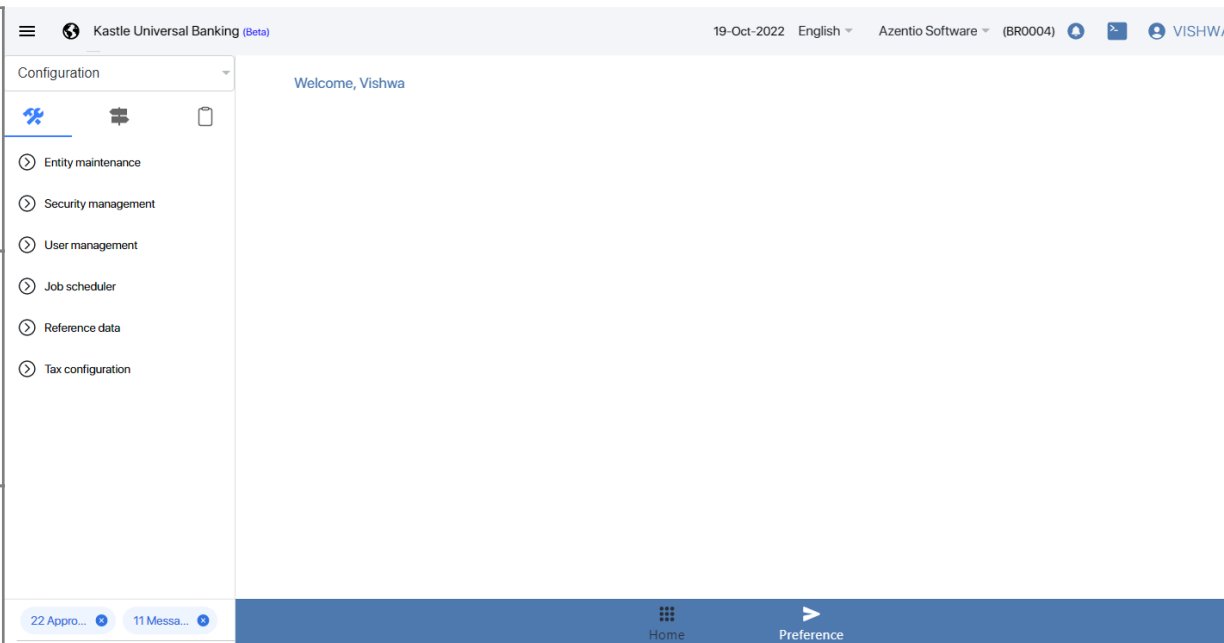 Kastle Universal Banking (Beta) 19-Oct-2022 English Azentio Software (BR0004) VISHWA
Configuration
Welcome, Vishwa
Entity maintenance
Security management
User management
Job scheduler
Reference data
Tax configuration
22 Appro... 11 Messa...
Home Preference